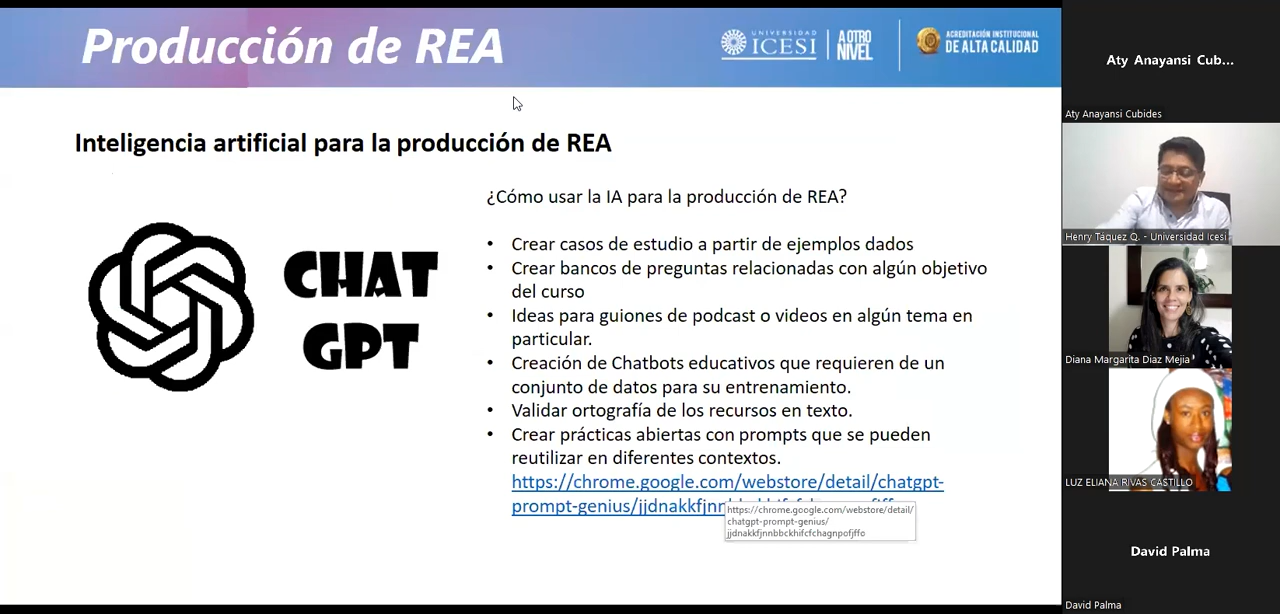 Producción de REA
UNIVERSIDAD
ICESI
A OTRO
NIVEL
ACREDITACIÓN INSTITUCIONAL
DE ALTA CALIDAD
Inteligencia artificial para la producción de REA
CHAT
GPT
¿Cómo usar la IA para la producción de REA?
• Crear casos de estudio a partir de ejemplos dados
• Crear bancos de preguntas relacionadas con algún objetivo
del curso
• Ideas para guiones de podcast o videos en algún tema en
particular.
• Creación de Chatbots educativos que requieren de un
conjunto de datos para su entrenamiento.
• Validar ortografía de los recursos en texto.
• Crear prácticas abiertas con prompts que se pueden
reutilizar en diferentes contextos.
https://chrome.google.com/webstore/detail/chatgpt-
prompt-genius/jjdnakkfjnn
https://chrome.google.com/webstore/detail/
chatgpt-prompt-genius/
jjdnakkfjnnbbckhifcfchagnpofjffo
Aty Anayansi Cub...
Aty Anayansi Cubides
Henry Táquez Q. - Universidad Icesi
Diana Margarita Diaz Mejia
LUZ ELIANA RIVAS CASTILLO
David Palma
David Palma